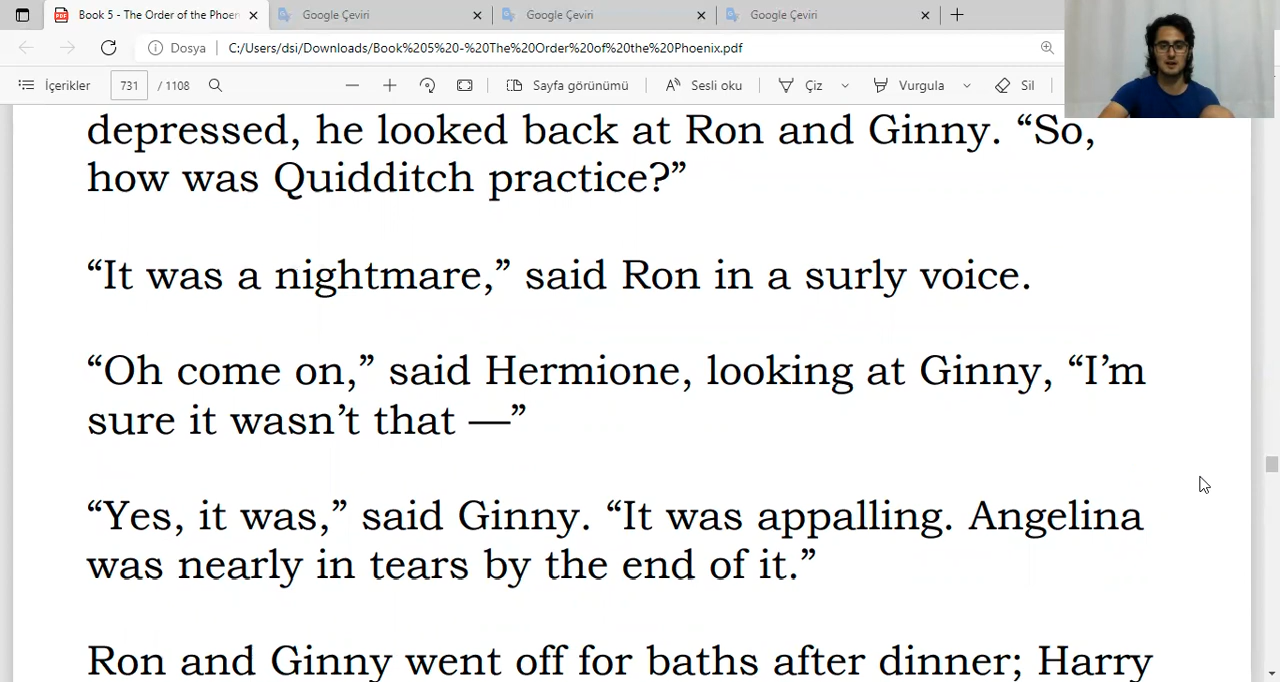 Book 5 - The Order of the Phoen
Google Çeviri
Google Çeviri
Google Çeviri
Dosya
C:/Users/dsi/Downloads/Book%205%20-%20The%20Order%20of%20the%20Phoenix.pdf
İçerikler
731
/ 1108
Sayfa görünümü
Sesli oku
Çiz
Vurgula
Sil
depressed, he looked back at Ron and Ginny. “So,
how was Quidditch practice?”
“It was a nightmare,” said Ron in a surly voice.
“Oh come on,” said Hermione, looking at Ginny, “I’m
sure it wasn’t that —”
“Yes, it was,” said Ginny. “It was appalling. Angelina
was nearly in tears by the end of it.”
Ron and Ginny went off for baths after dinner; Harry